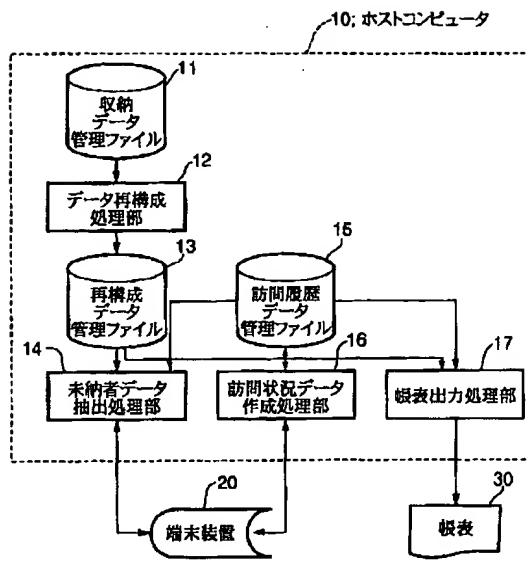 10; ホストコンピュータ
11
収納
データ
管理ファイル
12
データ再構成
処理部
13
再構成
データ
管理ファイル
15
訪問履歴
データ
管理ファイル
14
未納者データ
抽出処理部
16
訪問状況データ
作成処理部
17
帳表出力処理部
20
端末装置
30
帳表